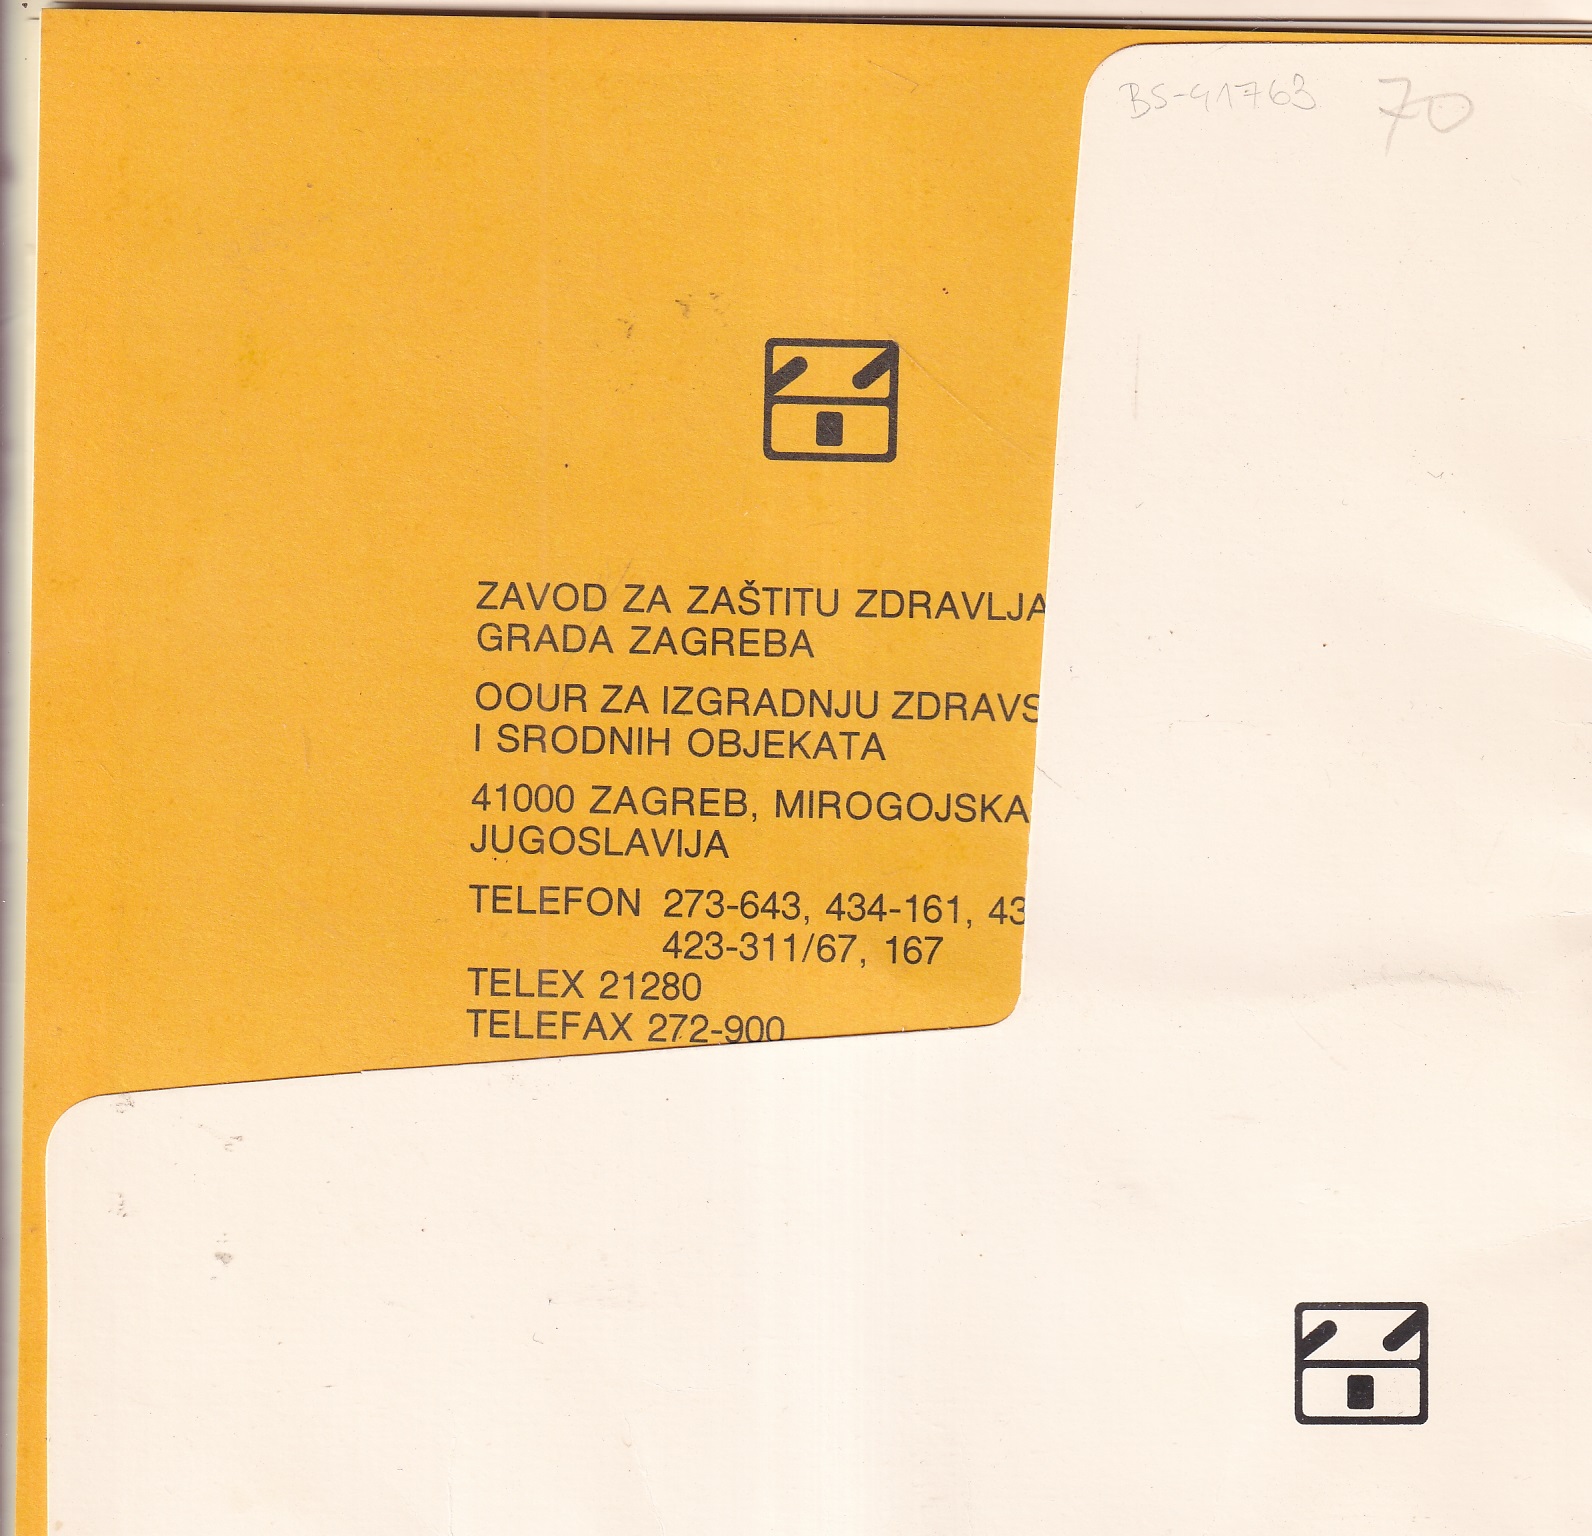 BS-41763 70
ZAVOD ZA ZAŠTITU ZDRAVLJA
GRADA ZAGREBA
OOUR ZA IZGRADNJU ZDRAVS
I SRODNIH OBJEKATA
41000 ZAGREB, MIROGOJSKA
JUGOSLAVIJA
TELEFON 273-643, 434-161, 43
423-311/67, 167
TELEX 21280
TELEFAX 272-900